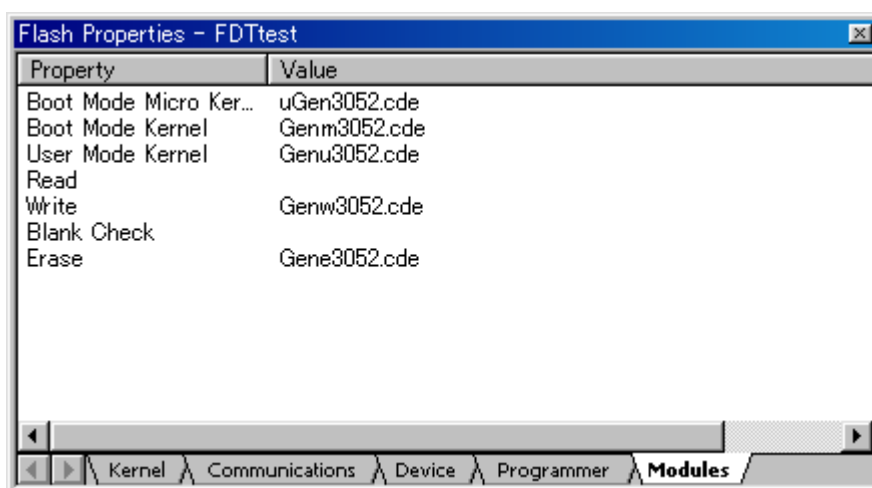 Flash Properties - FDTtest
Property Value
Boot Mode Micro Ker... uGen3052.cde
Boot Mode Kernel Genm3052.cde
User Mode Kernel Genu3052.cde
Read
Write Genw3052.cde
Blank Check
Erase Gene3052.cde
Kernel Communications Device Programmer Modules